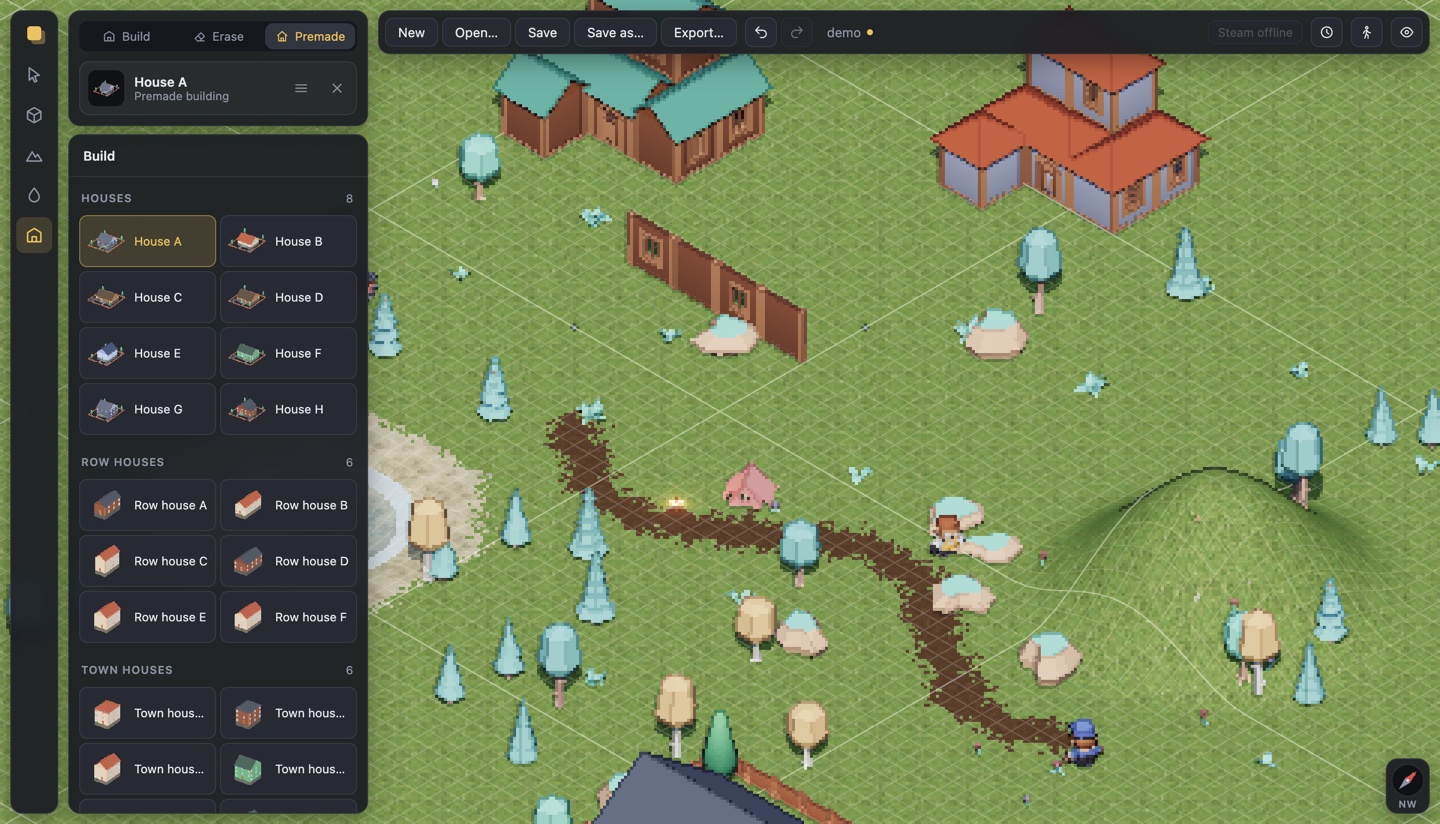 Build
Erase
Premade
New
Open...
Save
Save as...
Export...
demo
Steam offline
House A
Premade building
Build
HOUSES 8
House A
House B
House C
House D
House E
House F
House G
House H
ROW HOUSES 6
Row house A
Row house B
Row house C
Row house D
Row house E
Row house F
TOWN HOUSES 6
Town hous...
Town hous...
Town hous...
Town hous...
NW